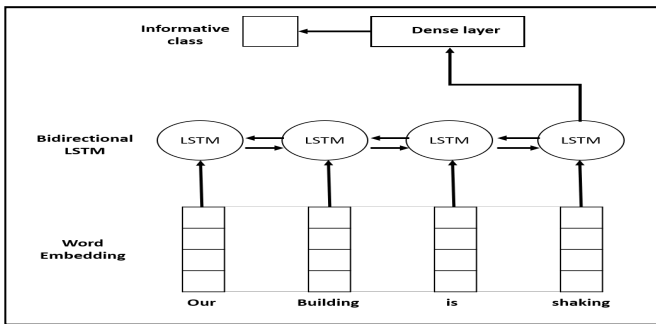 Informative
class
Dense layer
Bidirectional
LSTM
LSTM LSTM LSTM LSTM
Word
Embedding
Our Building is shaking